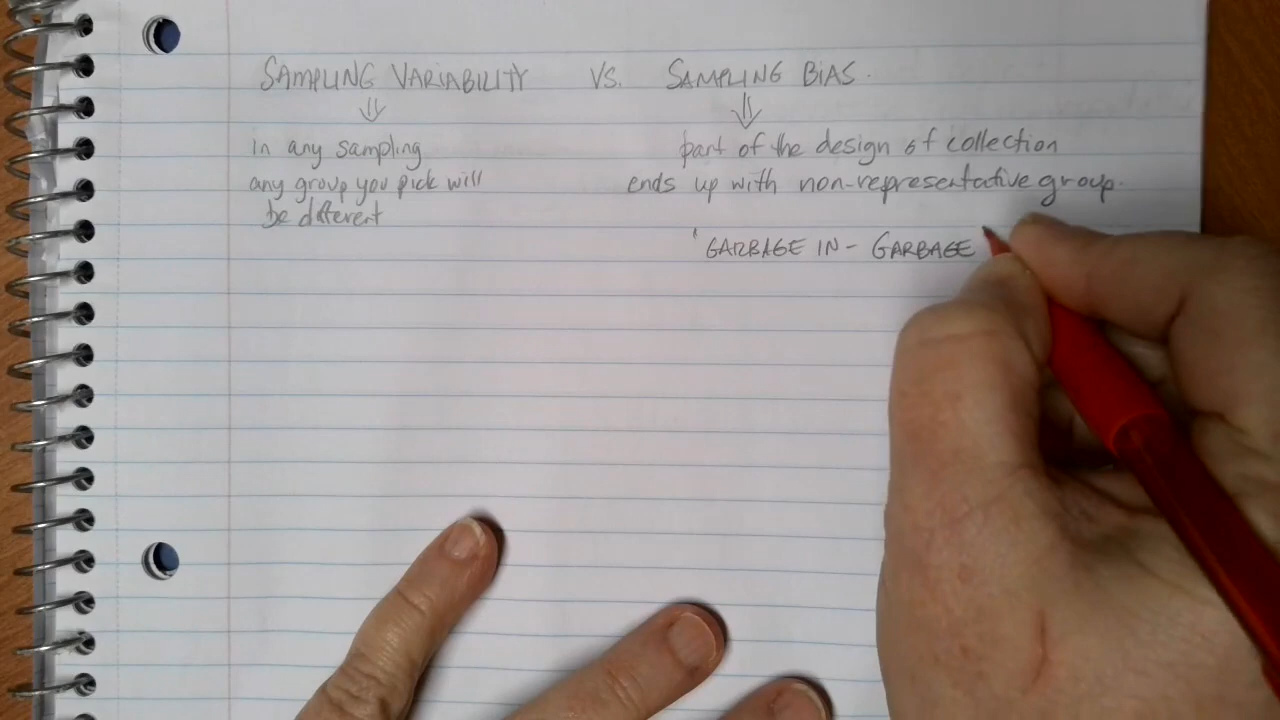 SAMPLING VARIABILITY VS. SAMPLING BIAS.
in any sampling
any group you pick will
be different
part of the design of collection
ends up with non-representative group.
'GARBAGE IN - GARBAGE